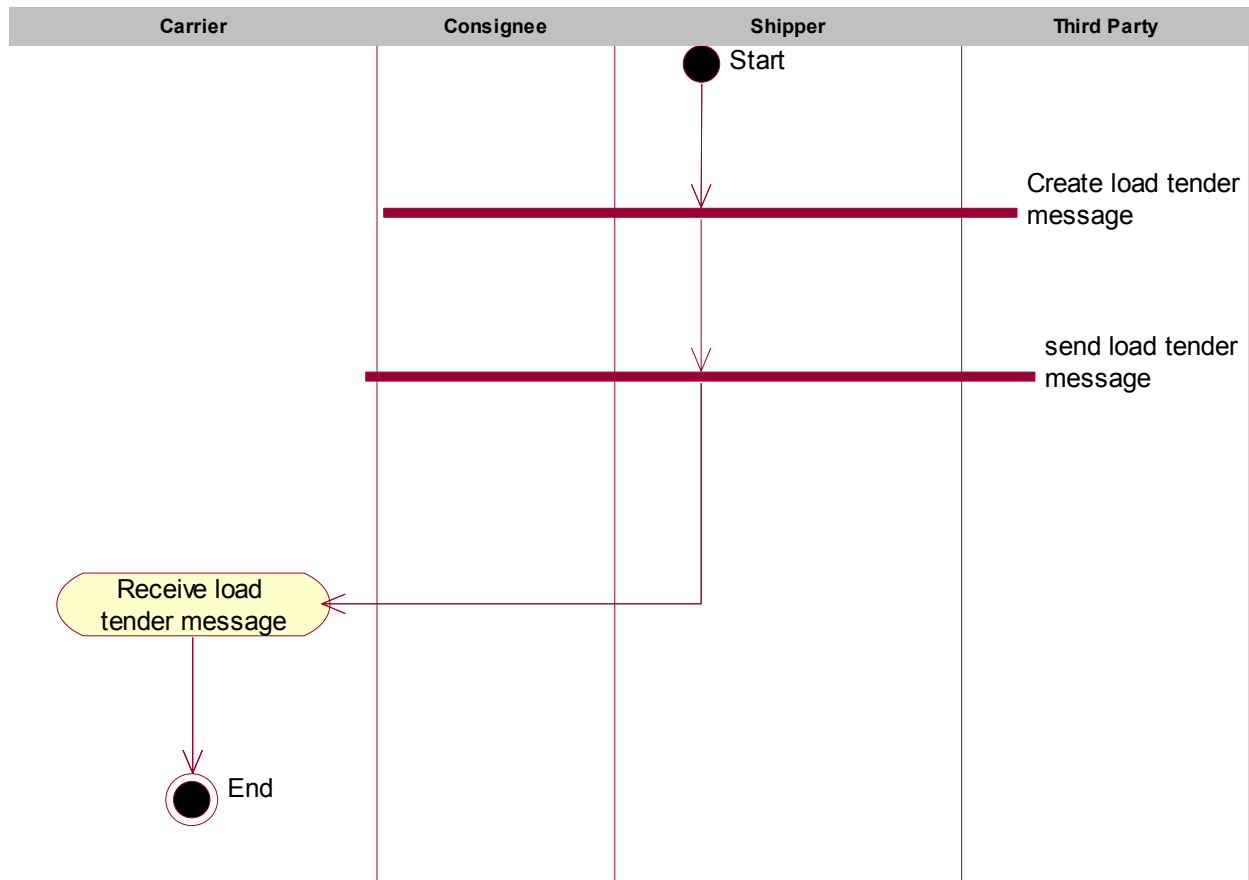 Carrier
Consignee
Shipper
Third Party
Start
Create load tender
message
send load tender
message
Receive load
tender message
End